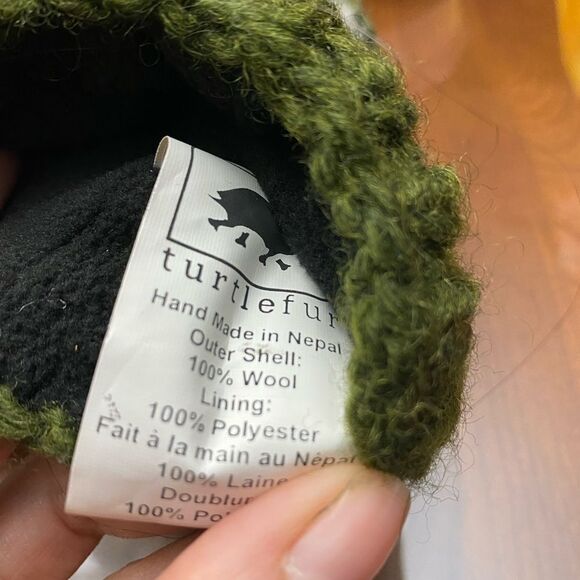 turtlefur
Hand Made in Nepal
Outer Shell:
100% Wool
Lining:
100% Polyester
Fait à la main au Népal
100% Laine
100%